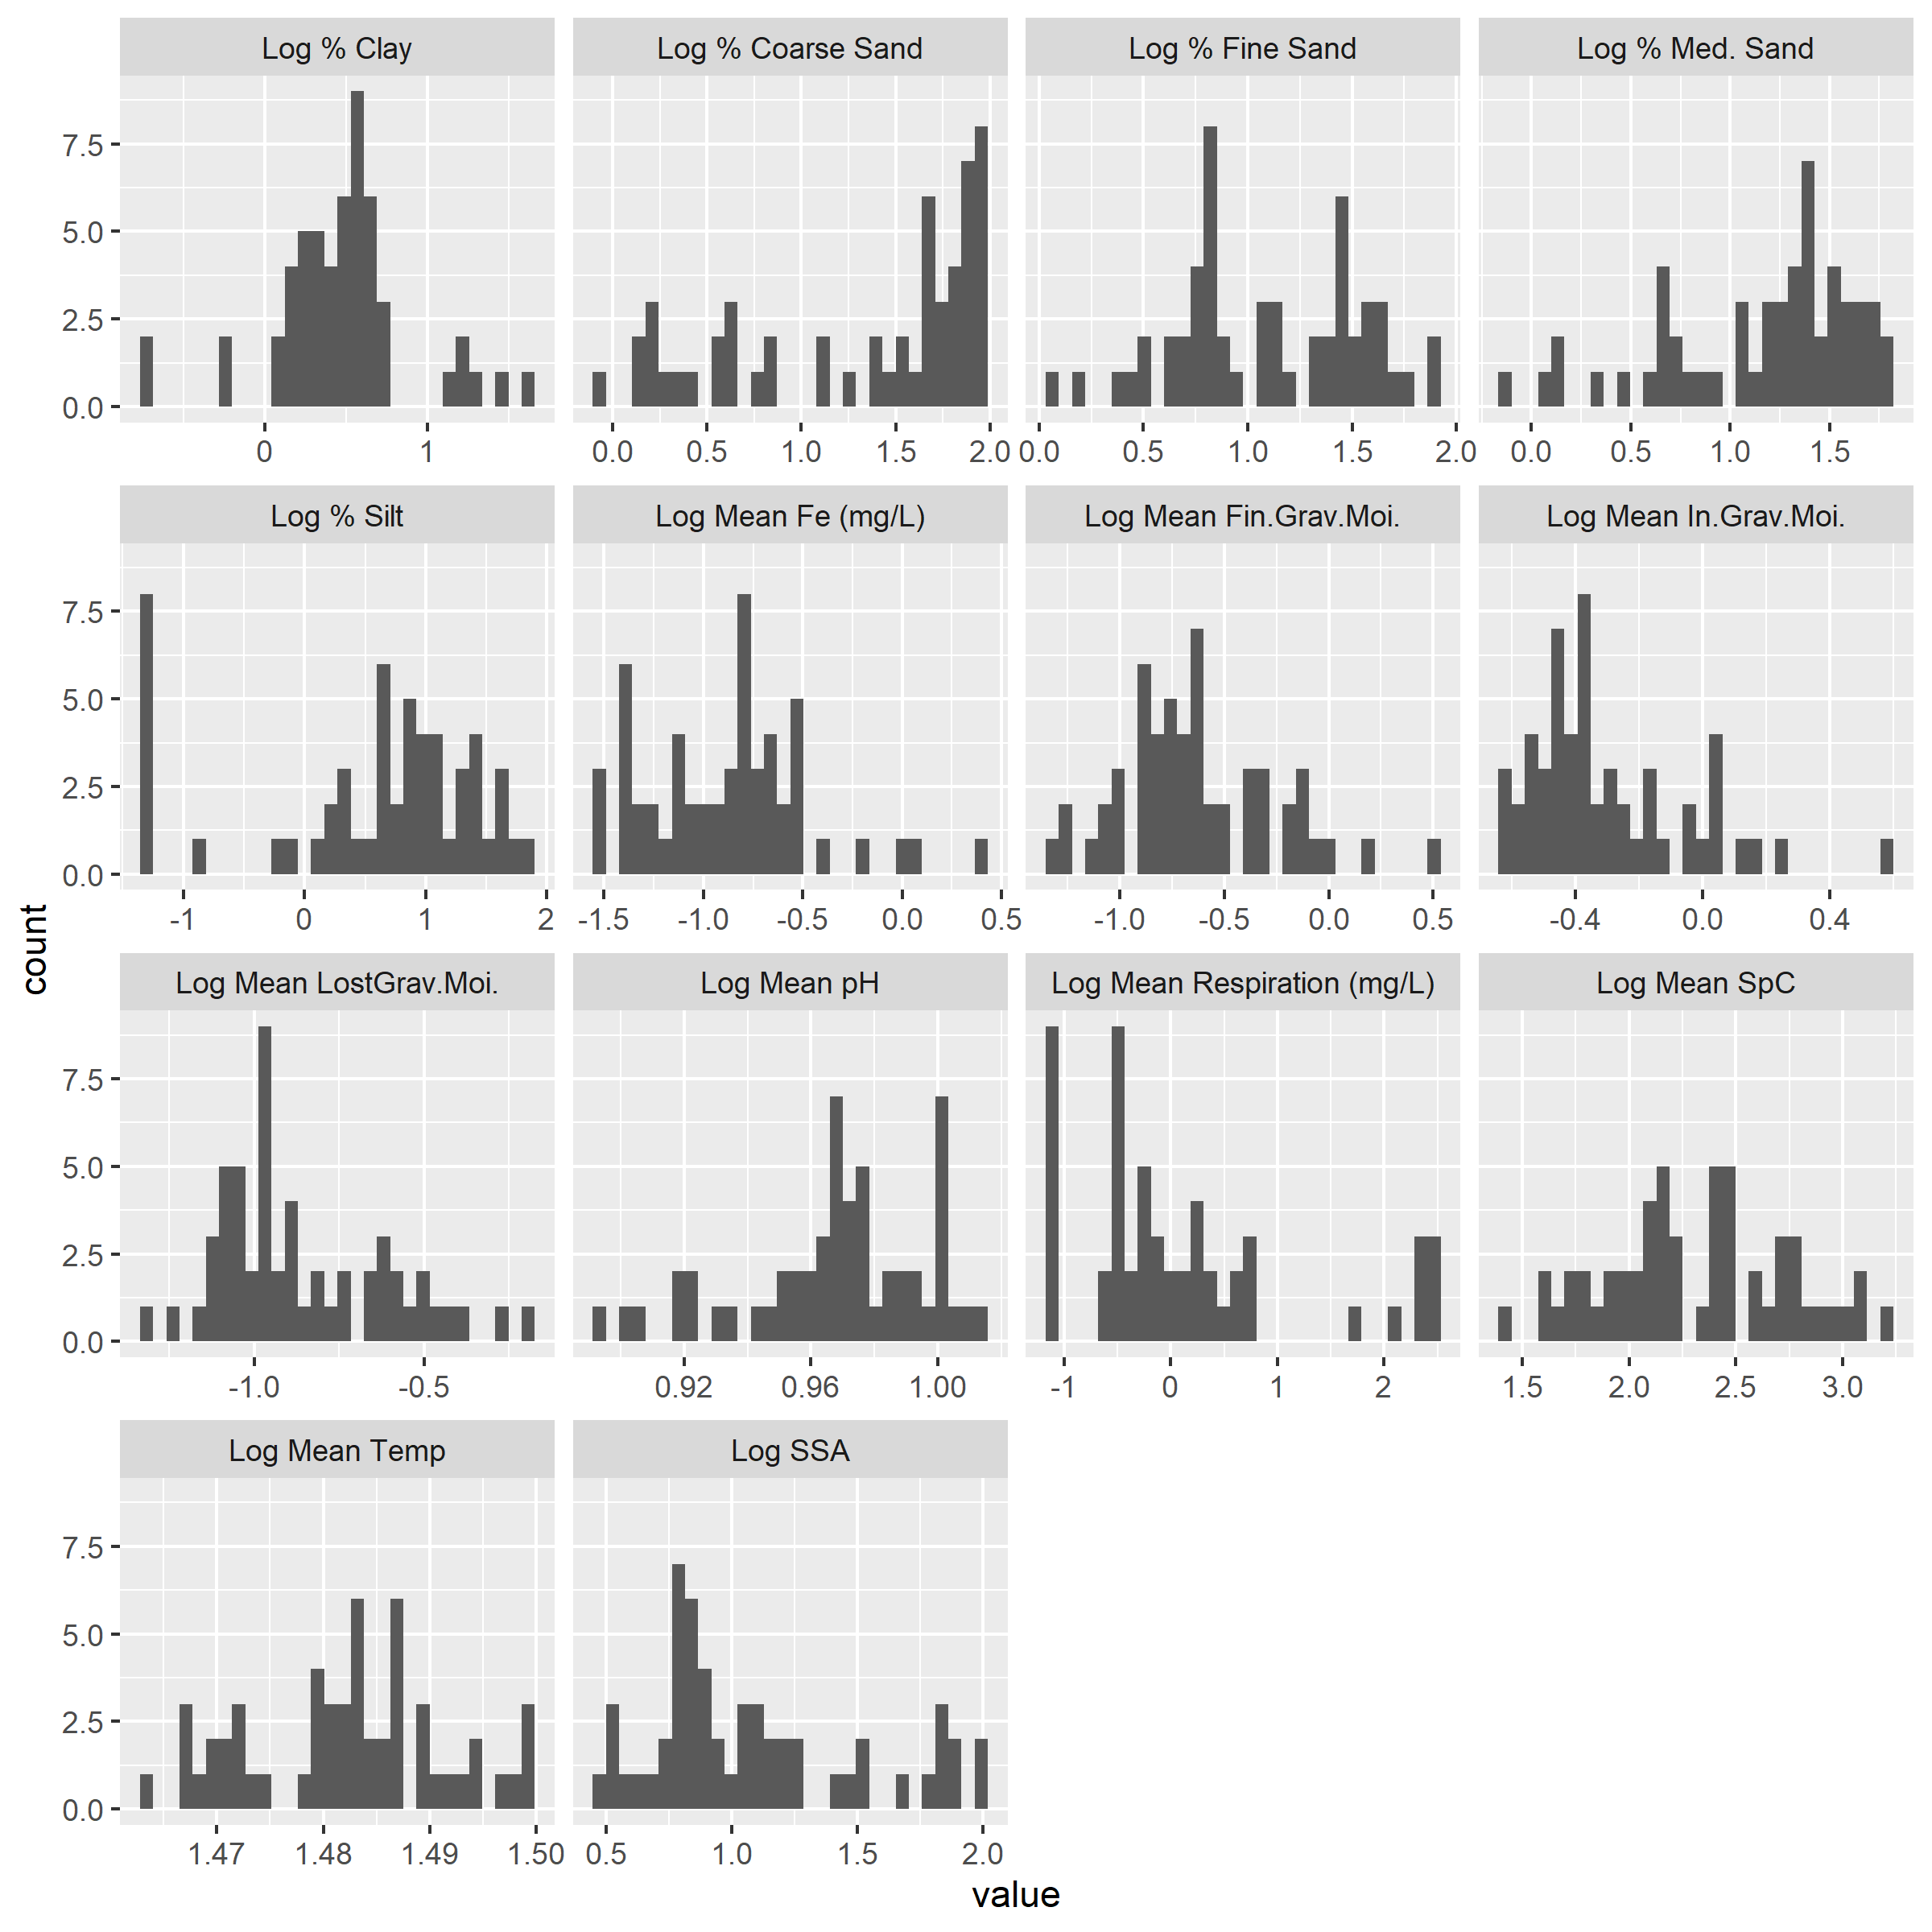 Log % Clay
Log % Coarse Sand
Log % Fine Sand
Log % Med. Sand
7.5
5.0
2.5
0.0
0 1
0.0 0.5 1.0 1.5 2.0
0.0 0.5 1.0 1.5 2.0
0.0 0.5 1.0 1.5
Log % Silt
Log Mean Fe (mg/L)
Log Mean Fin.Grav.Moi.
Log Mean In.Grav.Moi.
7.5
5.0
2.5
0.0
-1 0 1 2
-1.5 -1.0 -0.5 0.0 0.5
-1.0 -0.5 0.0 0.5
-0.4 0.0 0.4
count
Log Mean LostGrav.Moi.
Log Mean pH
Log Mean Respiration (mg/L)
Log Mean SpC
7.5
5.0
2.5
0.0
-1.0 -0.5
0.92 0.96 1.00
-1 0 1 2
1.5 2.0 2.5 3.0
Log Mean Temp
Log SSA
7.5
5.0
2.5
0.0
1.47 1.48 1.49 1.50
0.5 1.0 1.5 2.0
value